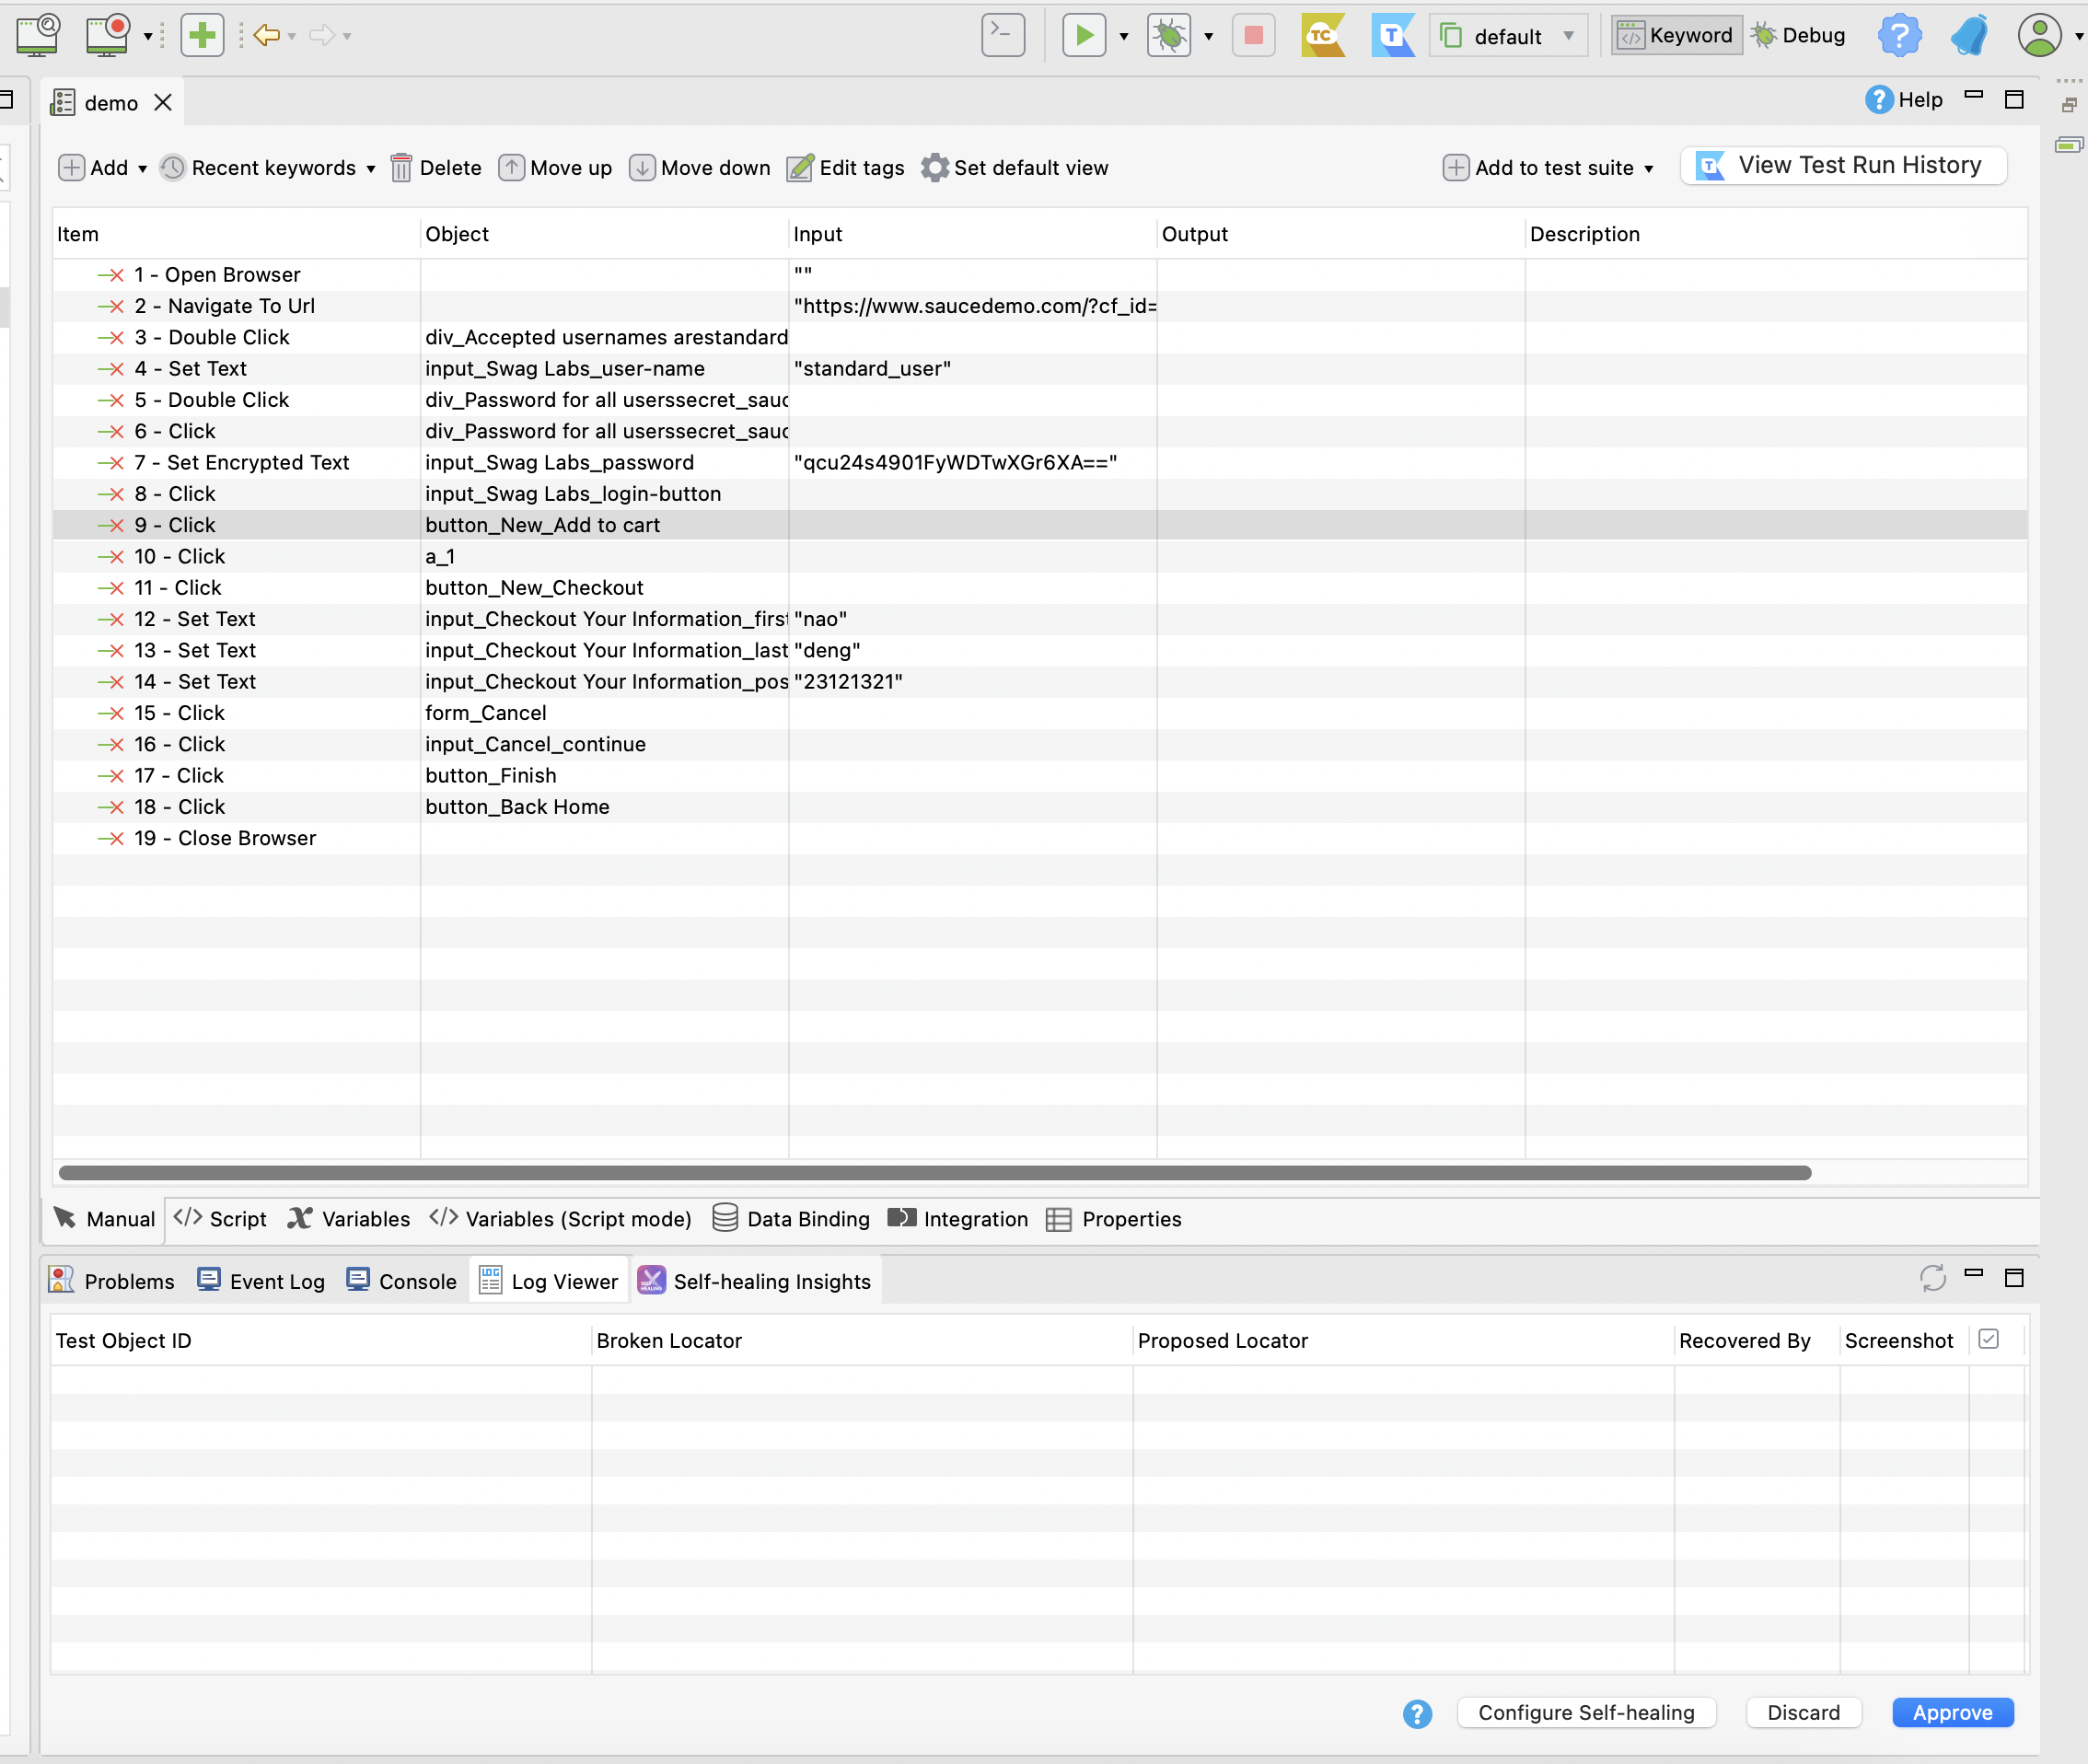 TC T default Keyword Debug
demo Help
Add Recent keywords Delete Move up Move down Edit tags Set default view Add to test suite View Test Run History
Item Object Input Output Description
1 - Open Browser ""
2 - Navigate To Url "https://www.saucedemo.com/?cf_id=
3 - Double Click div_Accepted usernames arestandard
4 - Set Text input_Swag Labs_user-name "standard_user"
5 - Double Click div_Password for all userssecret_sauc
6 - Click div_Password for all userssecret_sauc
7 - Set Encrypted Text input_Swag Labs_password "qcu24s4901FyWDTwXGr6XA=="
8 - Click input_Swag Labs_login-button
9 - Click button_New_Add to cart
10 - Click a_1
11 - Click button_New_Checkout
12 - Set Text input_Checkout Your Information_first "nao"
13 - Set Text input_Checkout Your Information_last "deng"
14 - Set Text input_Checkout Your Information_pos "23121321"
15 - Click form_Cancel
16 - Click input_Cancel_continue
17 - Click button_Finish
18 - Click button_Back Home
19 - Close Browser
Manual Script Variables Variables (Script mode) Data Binding Integration Properties
Problems Event Log Console Log Viewer Self-healing Insights
Test Object ID Broken Locator Proposed Locator Recovered By Screenshot
Configure Self-healing Discard Approve